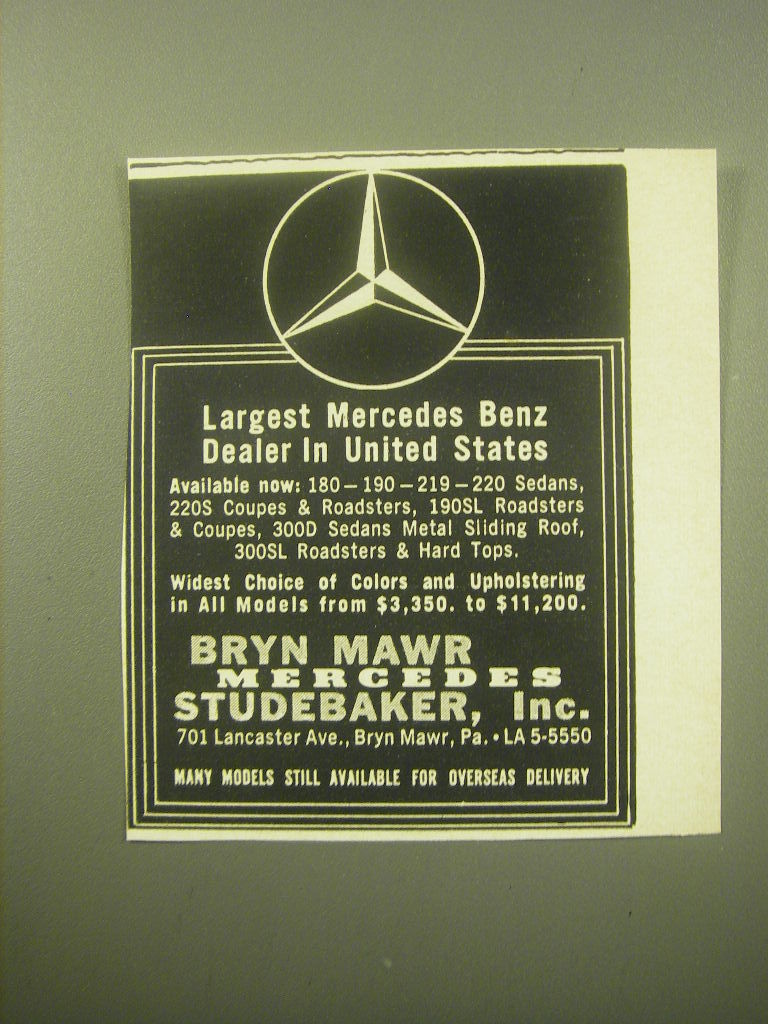 Largest Mercedes Benz
Dealer In United States
Available now: 180 – 190 – 219 – 220 Sedans,
220S Coupes & Roadsters, 190SL Roadsters
& Coupes, 300D Sedans Metal Sliding Roof,
300SL Roadsters & Hard Tops.
Widest Choice of Colors and Upholstering
in All Models from $3,350. to $11,200.
BRYN MAWR
MERCEDES
STUDEBAKER, Inc.
701 Lancaster Ave., Bryn Mawr, Pa. • LA 5-5550
MANY MODELS STILL AVAILABLE FOR OVERSEAS DELIVERY